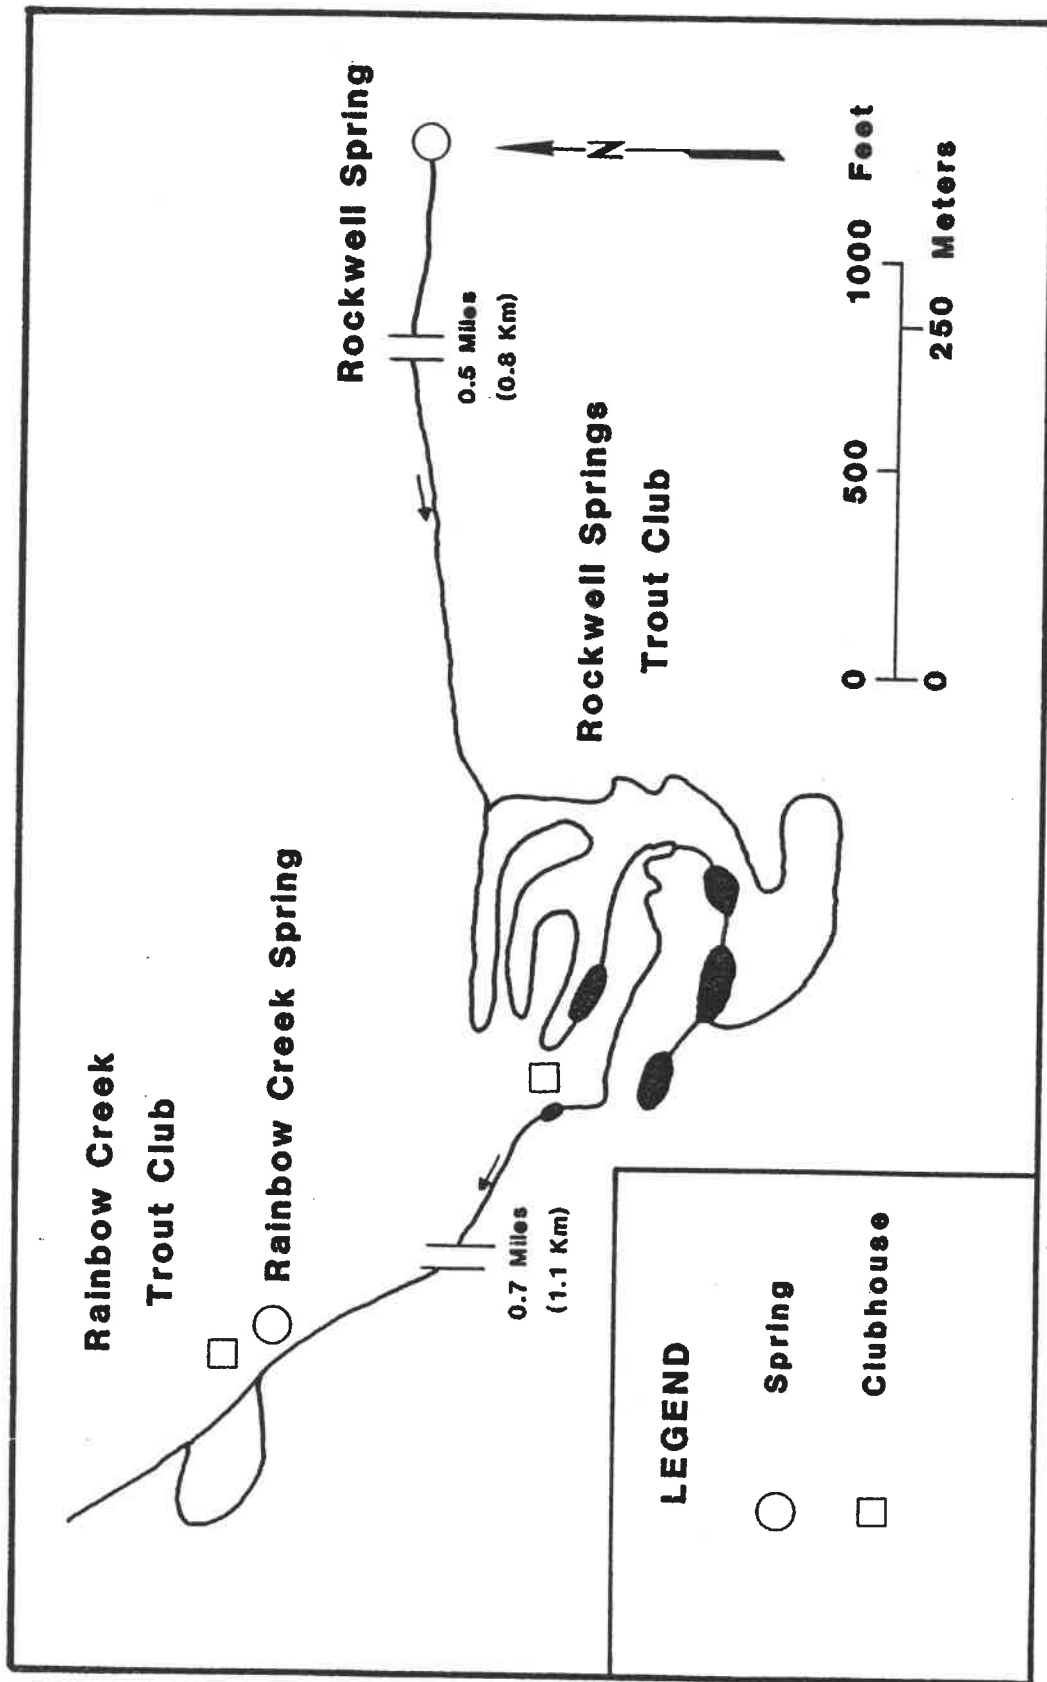 Rainbow Creek
Trout Club
Rainbow Creek Spring
Rockwell Spring
0.5 Miles
(0.8 Km)
N
0.7 Miles
(1.1 Km)
Rockwell Springs
Trout Club
LEGEND
Spring
Clubhouse
0 500 1000 Feet
0 250 Meters